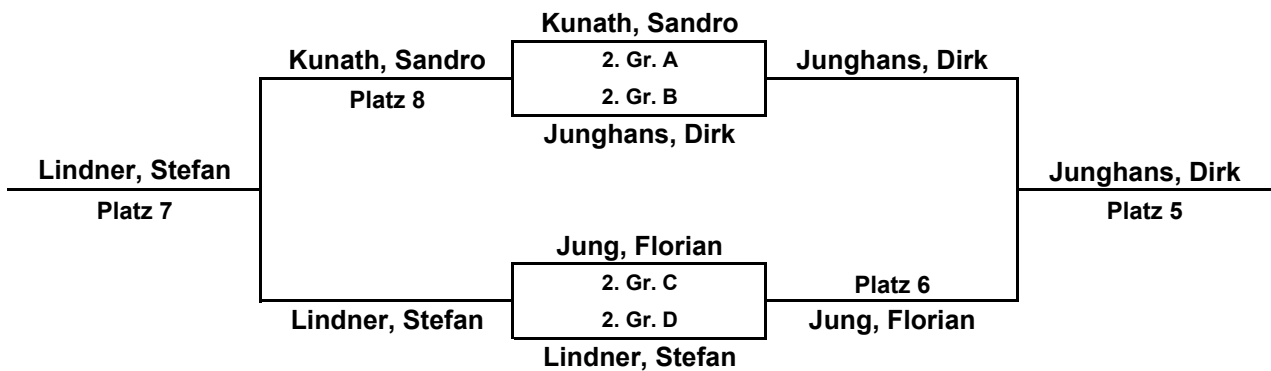 Kunath, Sandro
Kunath, Sandro
2. Gr. A
Junghans, Dirk
Platz 8
2. Gr. B
Junghans, Dirk
Lindner, Stefan
Junghans, Dirk
Platz 7
Platz 5
Jung, Florian
2. Gr. C
Platz 6
Lindner, Stefan
2. Gr. D
Jung, Florian
Lindner, Stefan